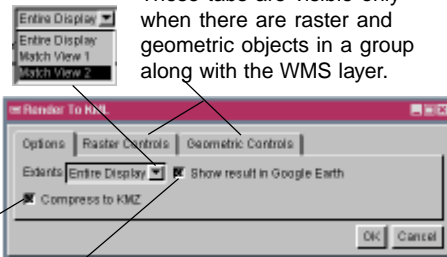 These tabs are visible only
when there are raster and
geometric objects in a group
along with the WMS layer.
Entire Display
Entire Display
Match View 1
Match View 2
Render To KML
Options
Raster Controls
Geometric Controls
Extents Entire Display
Show result in Google Earth
Compress to KMZ
OK
Cancel